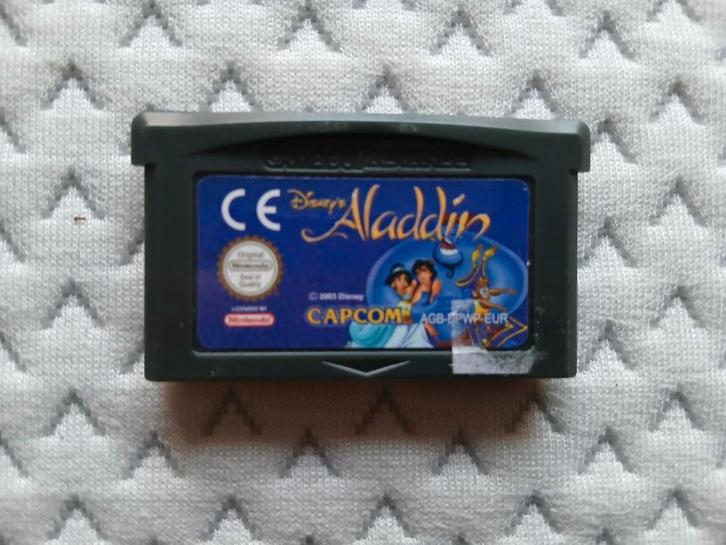 GAME BOY ADVANCE
CE
Disney's Aladdin
Original
Nintendo
Seal of
Quality
© 2003 Disney
LICENSED BY
Nintendo
CAPCOM